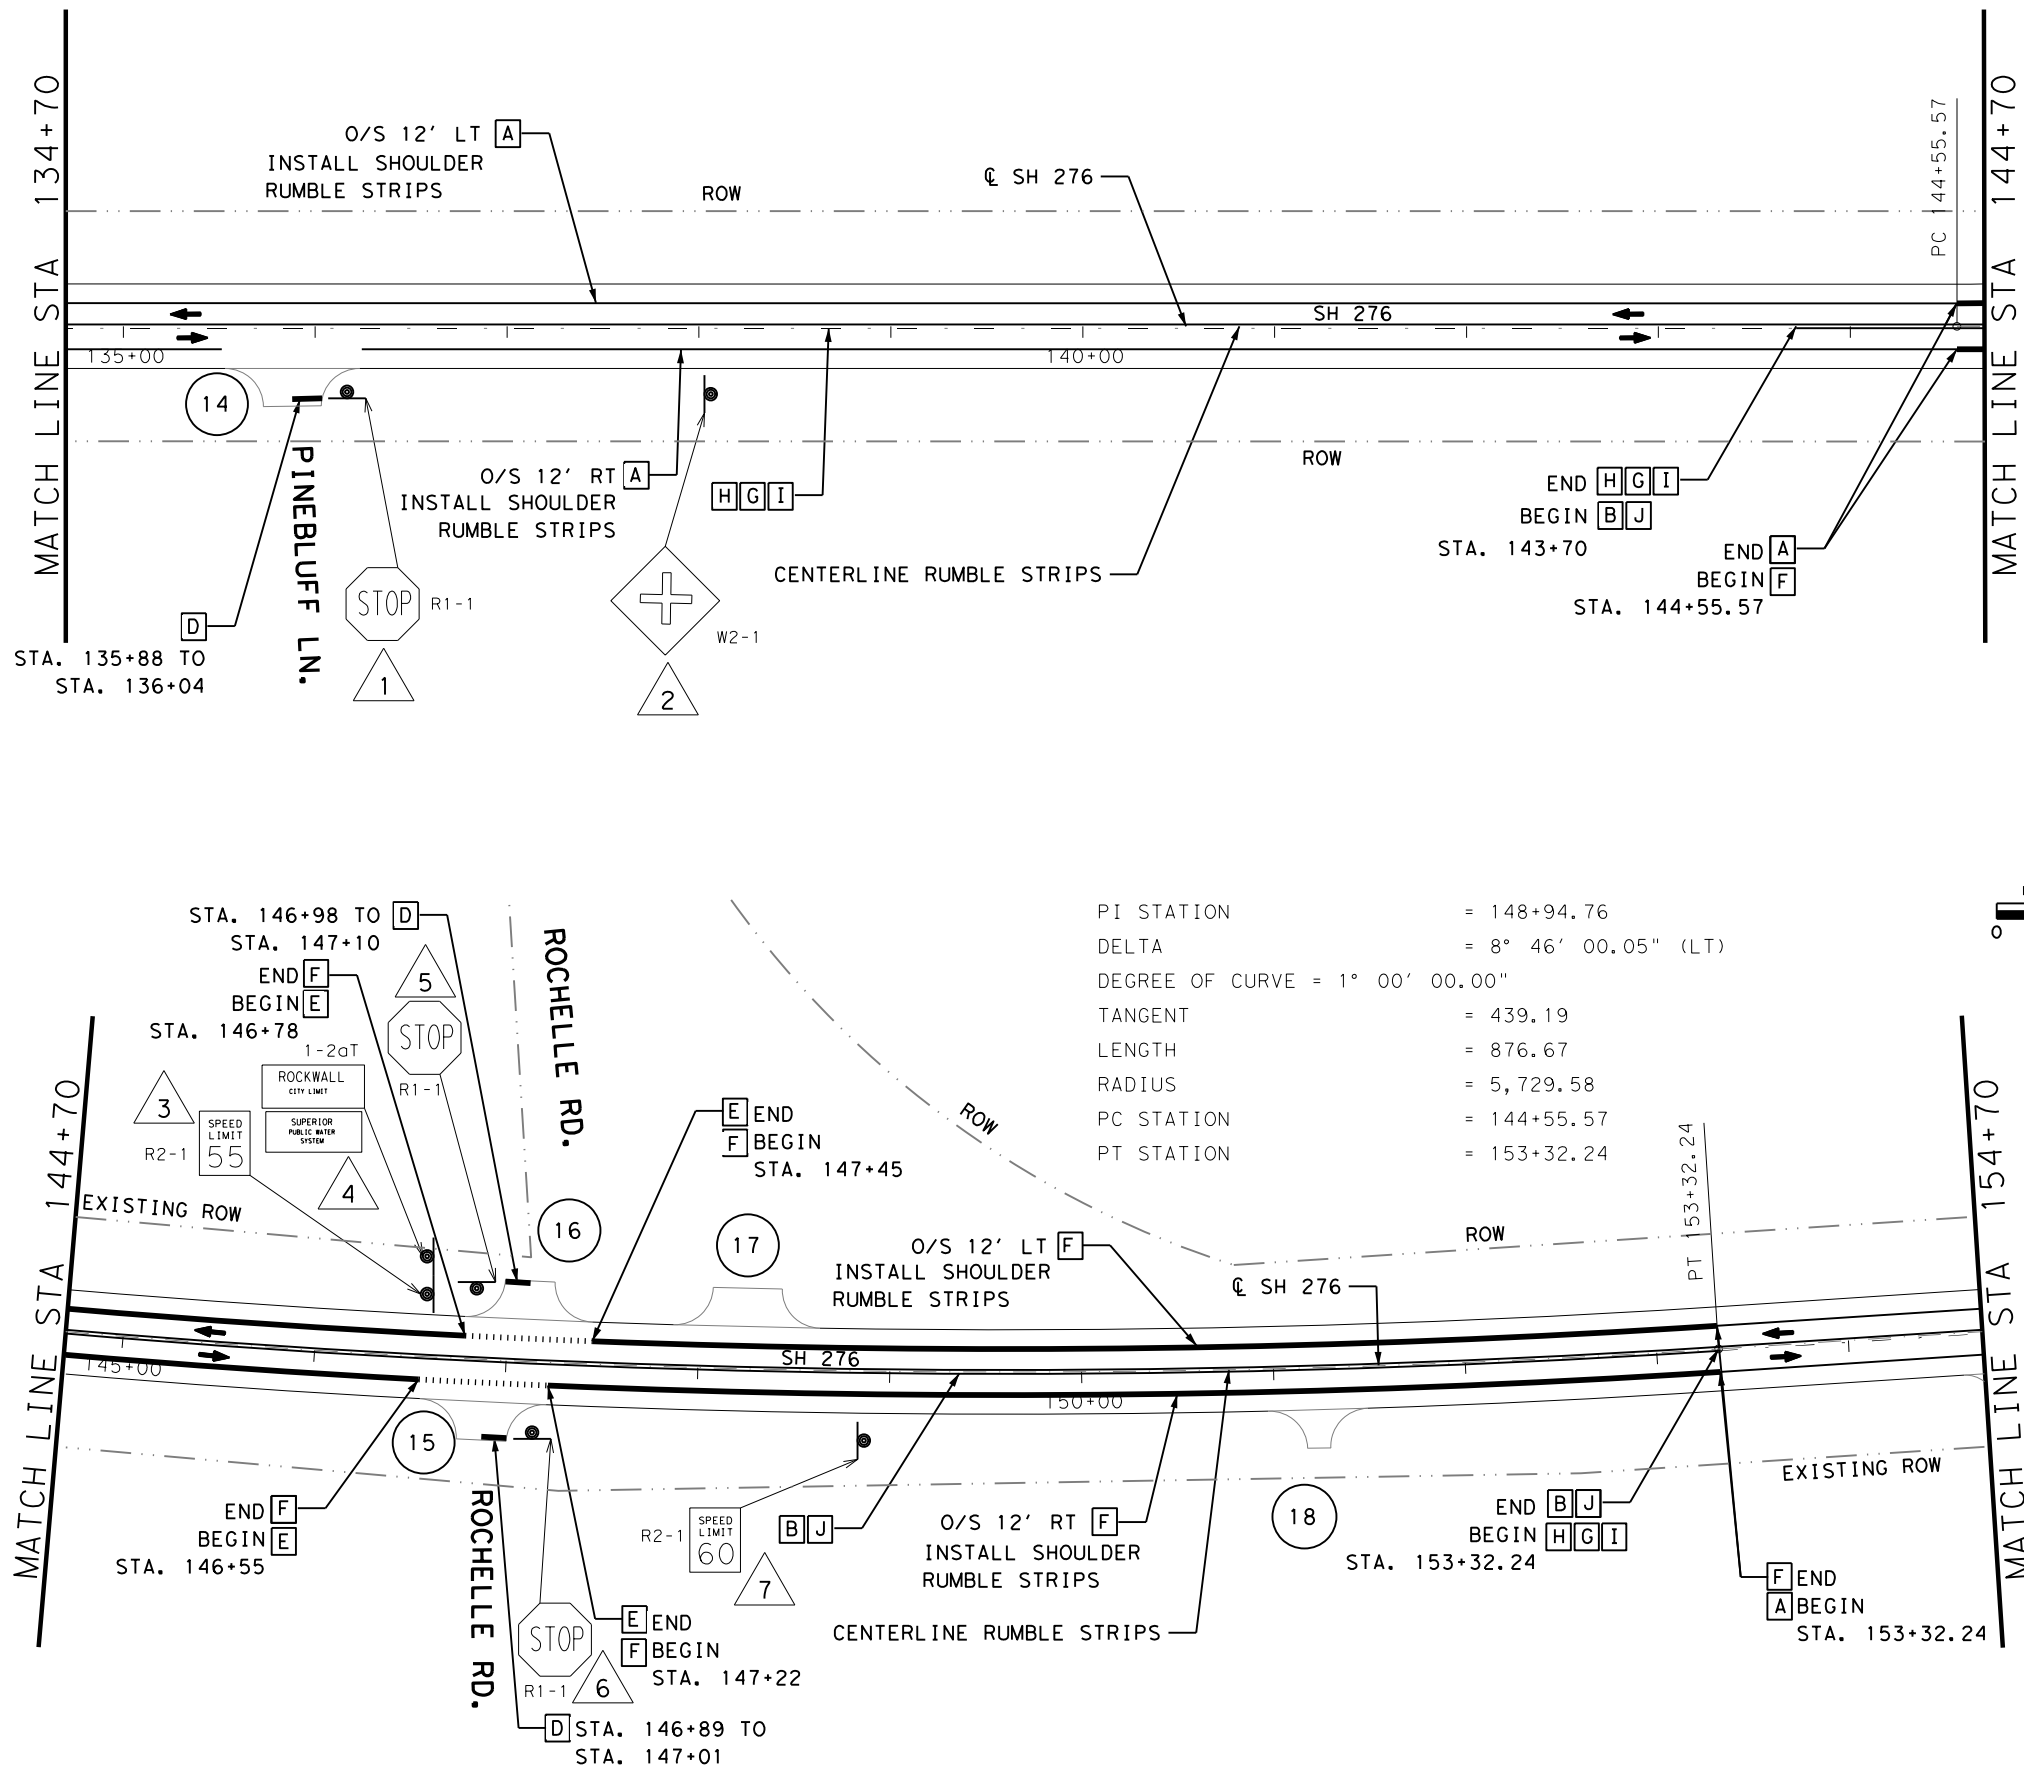 MATCH LINE STA 134+70
O/S 12' LT A
INSTALL SHOULDER
RUMBLE STRIPS
ROW
℄ SH 276
PC 144+55.57
MATCH LINE STA 144+70
SH 276
135+00
140+00
14
PINEBLUFF LN.
O/S 12' RT A
INSTALL SHOULDER
RUMBLE STRIPS
H G I
ROW
END H G I
BEGIN B J
STA. 143+70
END A
BEGIN F
STA. 144+55.57
CENTERLINE RUMBLE STRIPS
STOP
R1-1
1
W2-1
2
D
STA. 135+88 TO
STA. 136+04
STA. 146+98 TO D
STA. 147+10
END F
BEGIN E
STA. 146+78
5
STOP
R1-1
ROCHELLE RD.
1-2aT
ROCKWALL
CITY LIMIT
SUPERIOR
PUBLIC WATER
SYSTEM
3
R2-1
SPEED
LIMIT
55
4
PI STATION = 148+94.76
DELTA = 8° 46' 00.05" (LT)
DEGREE OF CURVE = 1° 00' 00.00"
TANGENT = 439.19
LENGTH = 876.67
RADIUS = 5,729.58
PC STATION = 144+55.57
PT STATION = 153+32.24
0
MATCH LINE STA 144+70
EXISTING ROW
16
E END
F BEGIN
STA. 147+45
17
ROW
O/S 12' LT F
INSTALL SHOULDER
RUMBLE STRIPS
℄ SH 276
ROW
PT 153+32.24
MATCH LINE STA 154+70
SH 276
145+00
150+00
15
END F
BEGIN E
STA. 146+55
ROCHELLE RD.
STOP
R1-1
6
E END
F BEGIN
STA. 147+22
D STA. 146+89 TO
STA. 147+01
R2-1
SPEED
LIMIT
60
7
B J
O/S 12' RT F
INSTALL SHOULDER
RUMBLE STRIPS
CENTERLINE RUMBLE STRIPS
18
END B J
BEGIN H G I
STA. 153+32.24
EXISTING ROW
F END
A BEGIN
STA. 153+32.24